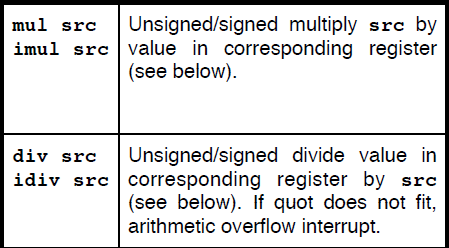 mul src
imul src
Unsigned/signed multiply src by
value in corresponding register
(see below).
div src
idiv src
Unsigned/signed divide value in
corresponding register by src
(see below). If quot does not fit,
arithmetic overflow interrupt.